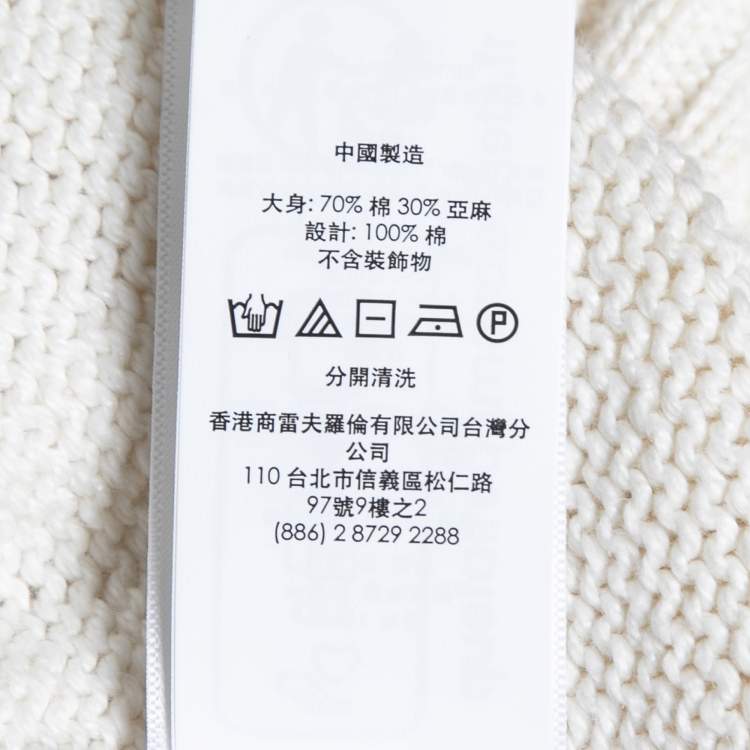 中國製造
大身: 70% 棉 30% 亞麻
設計: 100% 棉
不含裝飾物
P
分開清洗
香港商雷夫羅倫有限公司台灣分
公司
110 台北市信義區松仁路
97號9樓之2
(886) 2 8729 2288